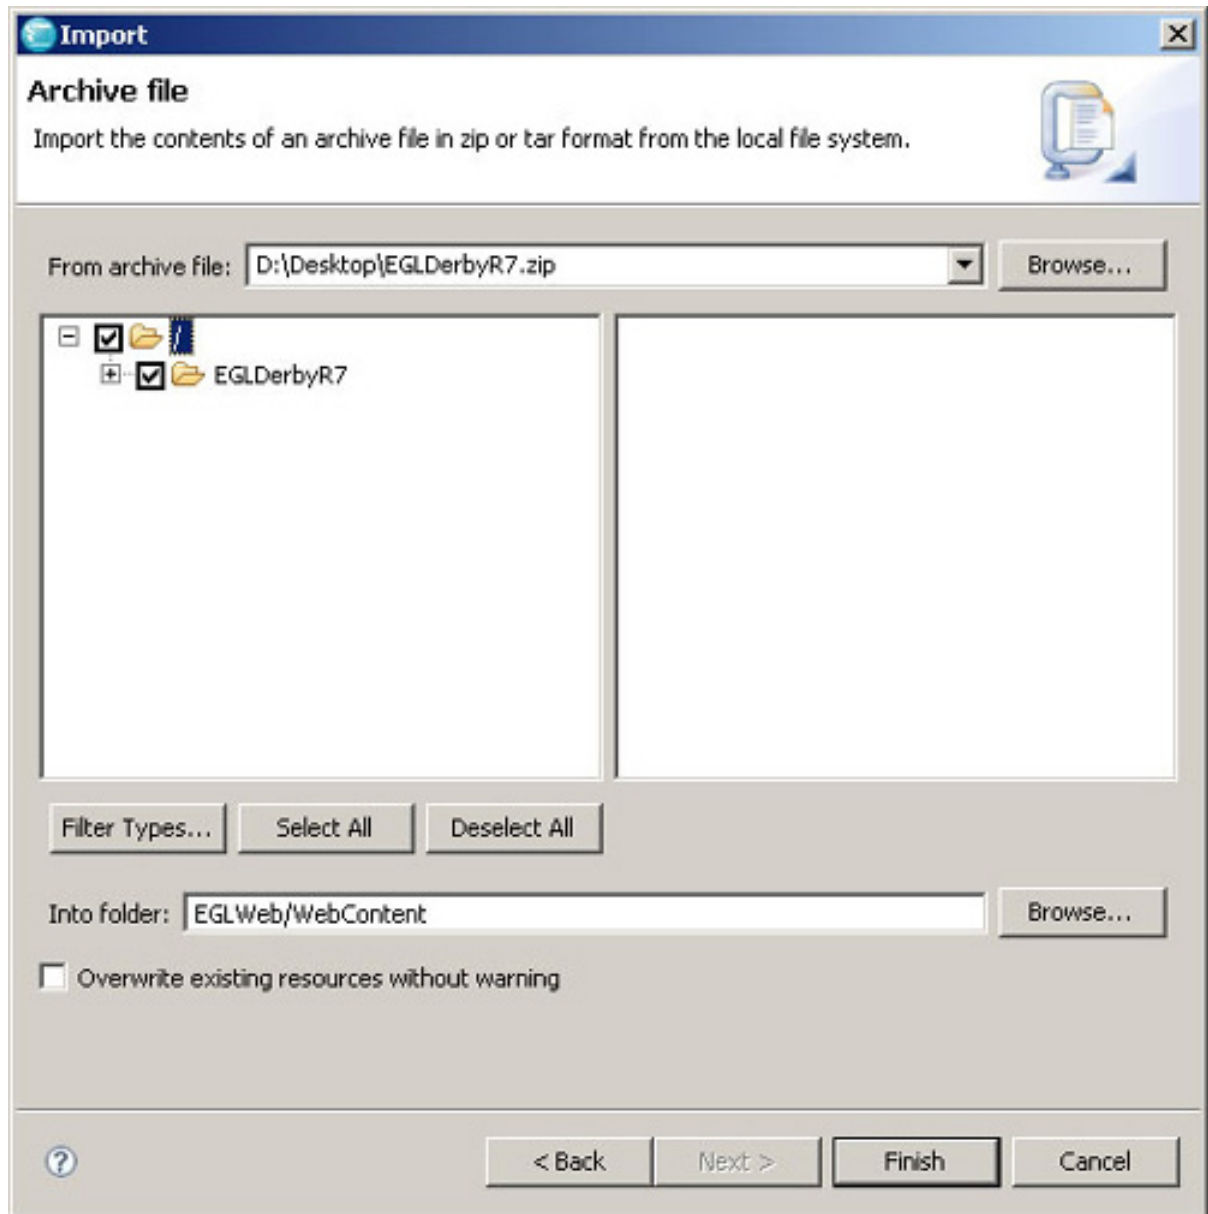 Import
Archive file
Import the contents of an archive file in zip or tar format from the local file system.
From archive file: D:\Desktop\EGLDerbyR7.zip Browse...
/
EGLDerbyR7
Filter Types... Select All Deselect All
Into folder: EGLWeb/WebContent Browse...
Overwrite existing resources without warning
? < Back Next > Finish Cancel